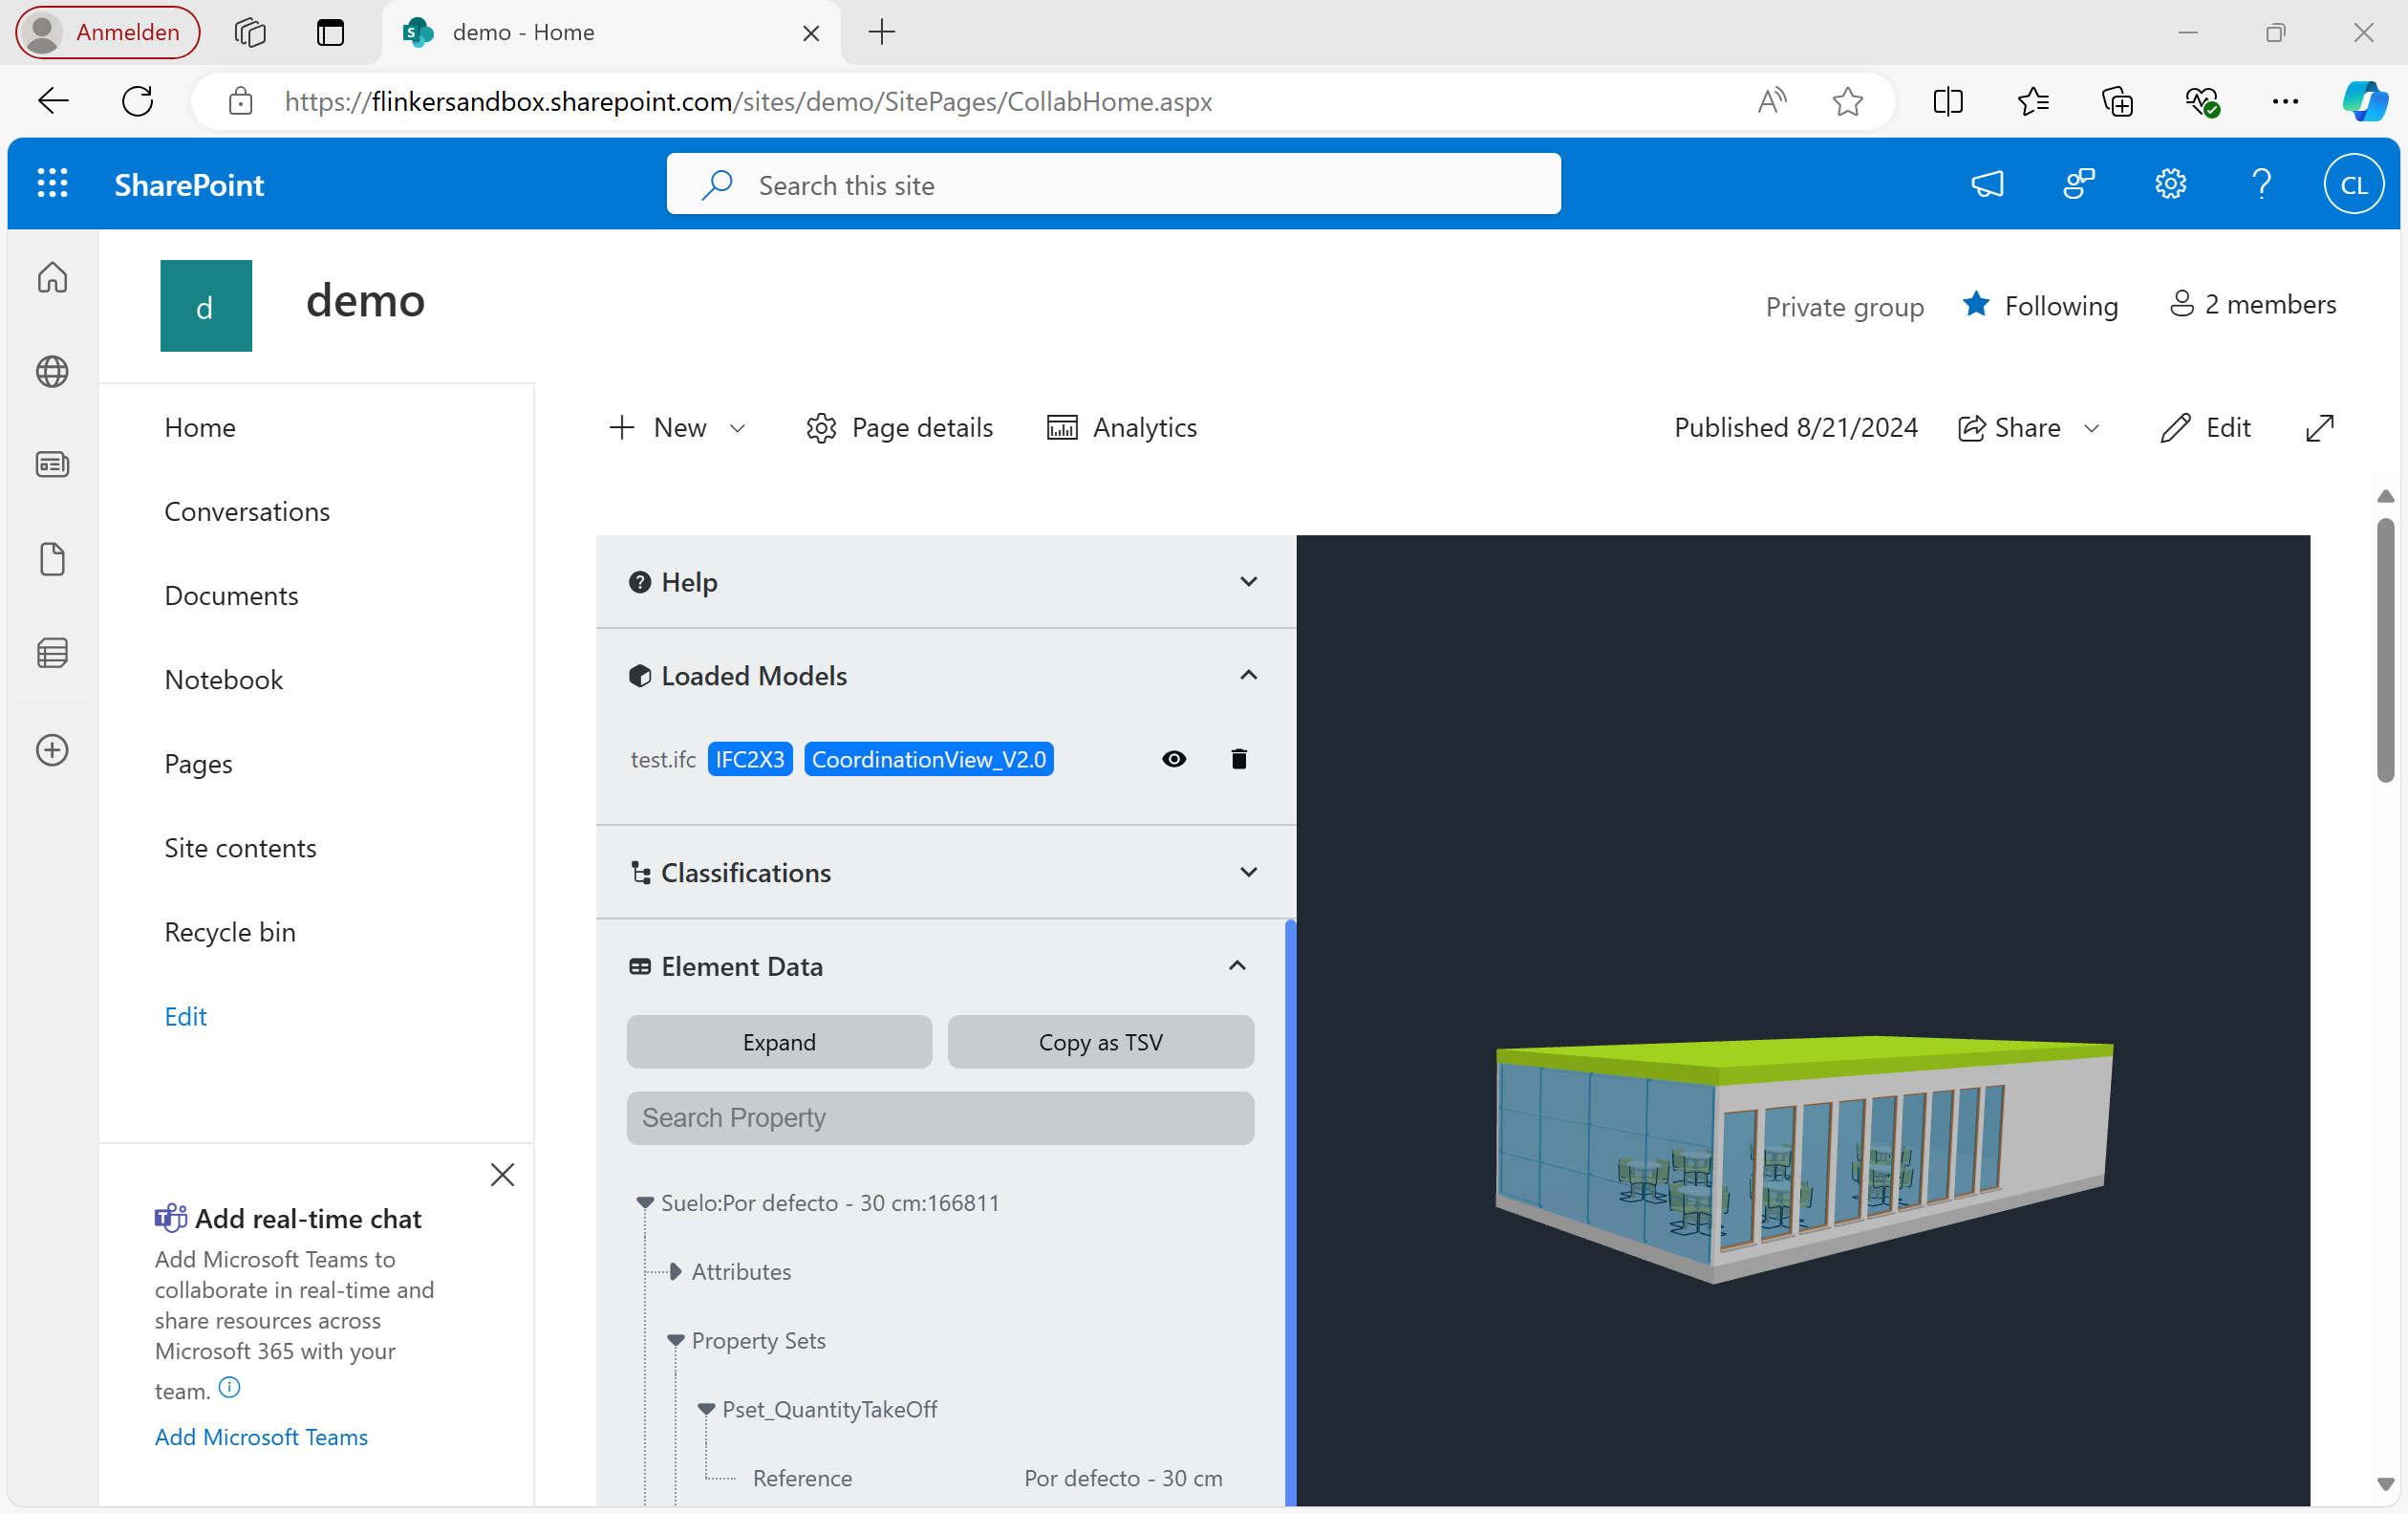 Anmelden
demo - Home
https://flinkersandbox.sharepoint.com/sites/demo/SitePages/CollabHome.aspx
SharePoint
Search this site
CL
d
demo
Private group
Following
2 members
Home
Conversations
Documents
Notebook
Pages
Site contents
Recycle bin
Edit
New
Page details
Analytics
Published 8/21/2024
Share
Edit
Help
Loaded Models
test.ifc IFC2X3 CoordinationView_V2.0
Classifications
Element Data
Expand
Copy as TSV
Search Property
Suelo:Por defecto - 30 cm:166811
Attributes
Property Sets
Pset_QuantityTakeOff
Reference Por defecto - 30 cm
Add real-time chat
Add Microsoft Teams to
collaborate in real-time and
share resources across
Microsoft 365 with your
team.
Add Microsoft Teams